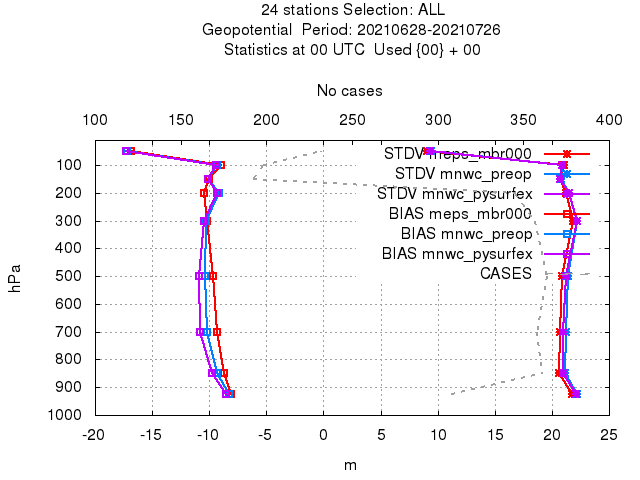 24 stations Selection: ALL
Geopotential  Period: 20210628-20210726
Statistics at 00 UTC  Used {00} + 00
No cases
100 150 200 250 300 350 400
STDV meps_mbr000
STDV mnwc_preop
STDV mnwc_pysurfex
BIAS meps_mbr000
BIAS mnwc_preop
BIAS mnwc_pysurfex
CASES
hPa
100
200
300
400
500
600
700
800
900
1000
-20 -15 -10 -5 0 5 10 15 20 25
m